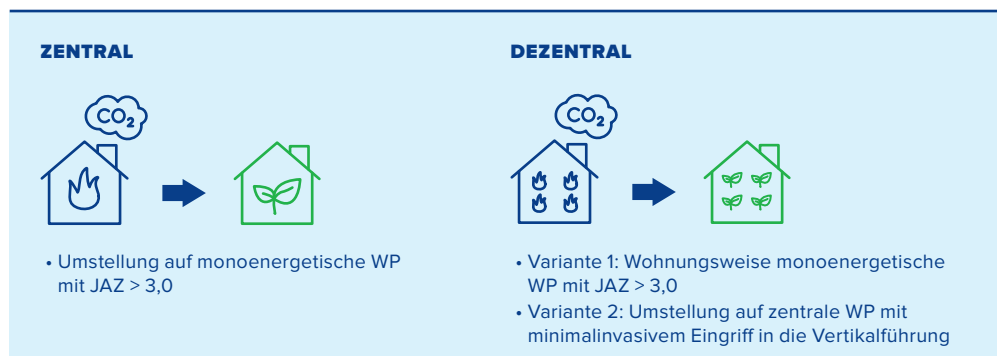 ZENTRAL
CO₂
• Umstellung auf monoenergetische WP
mit JAZ > 3,0
DEZENTRAL
CO₂
• Variante 1: Wohnungsweise monoenergetische
WP mit JAZ > 3,0
• Variante 2: Umstellung auf zentrale WP mit
minimalinvasivem Eingriff in die Vertikalführung